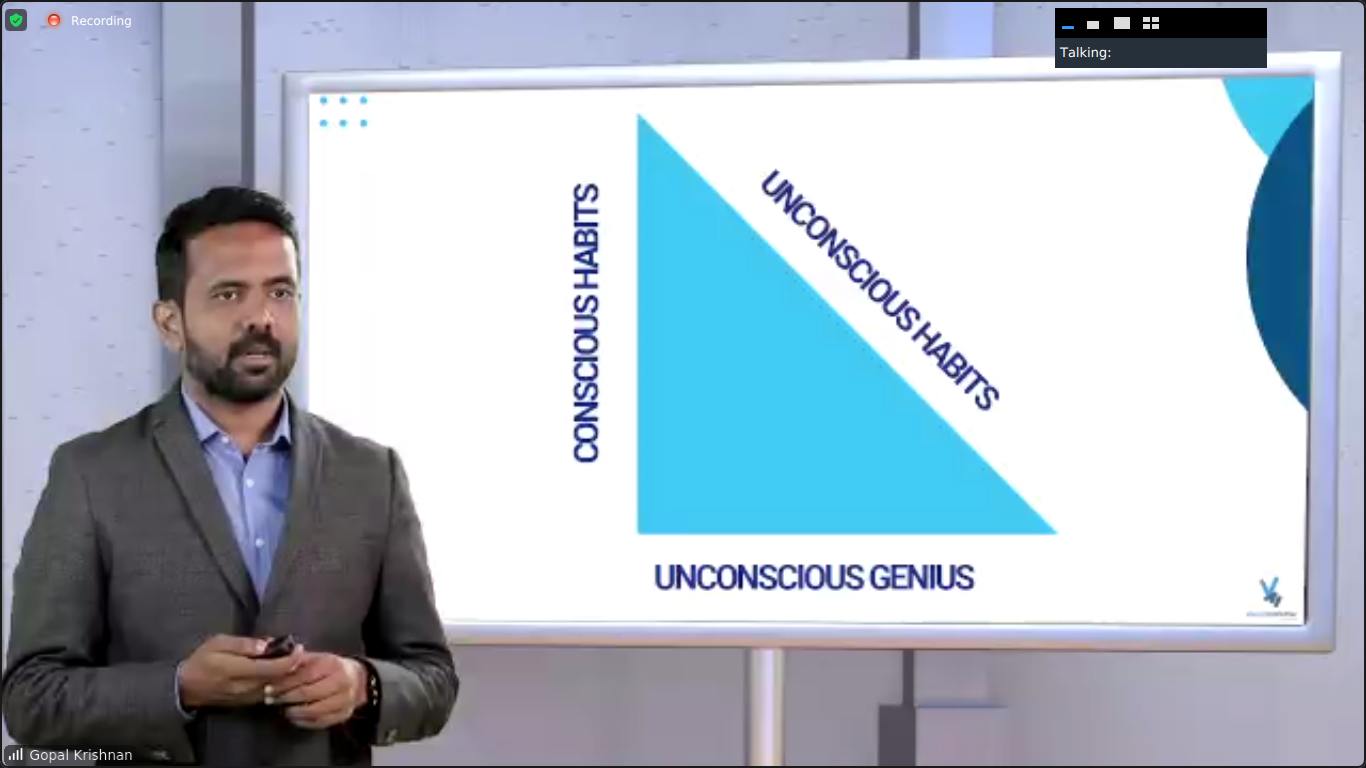 Recording
Talking:
CONSCIOUS HABITS
UNCONSCIOUS HABITS
UNCONSCIOUS GENIUS
Gopal Krishnan